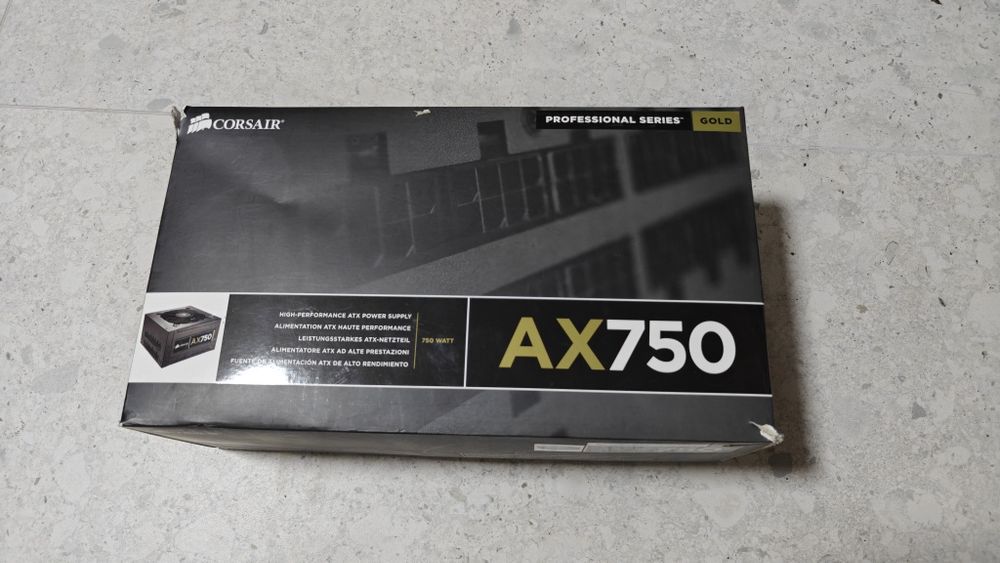 CORSAIR®
PROFESSIONAL SERIES™ GOLD
HIGH-PERFORMANCE ATX POWER SUPPLY
ALIMENTATION ATX HAUTE PERFORMANCE
LEISTUNGSSTARKES ATX-NETZTEIL
ALIMENTATORE ATX AD ALTE PRESTAZIONI
FUENTE DE ALIMENTACIÓN ATX DE ALTO RENDIMIENTO
750 WATT
AX750
AX750